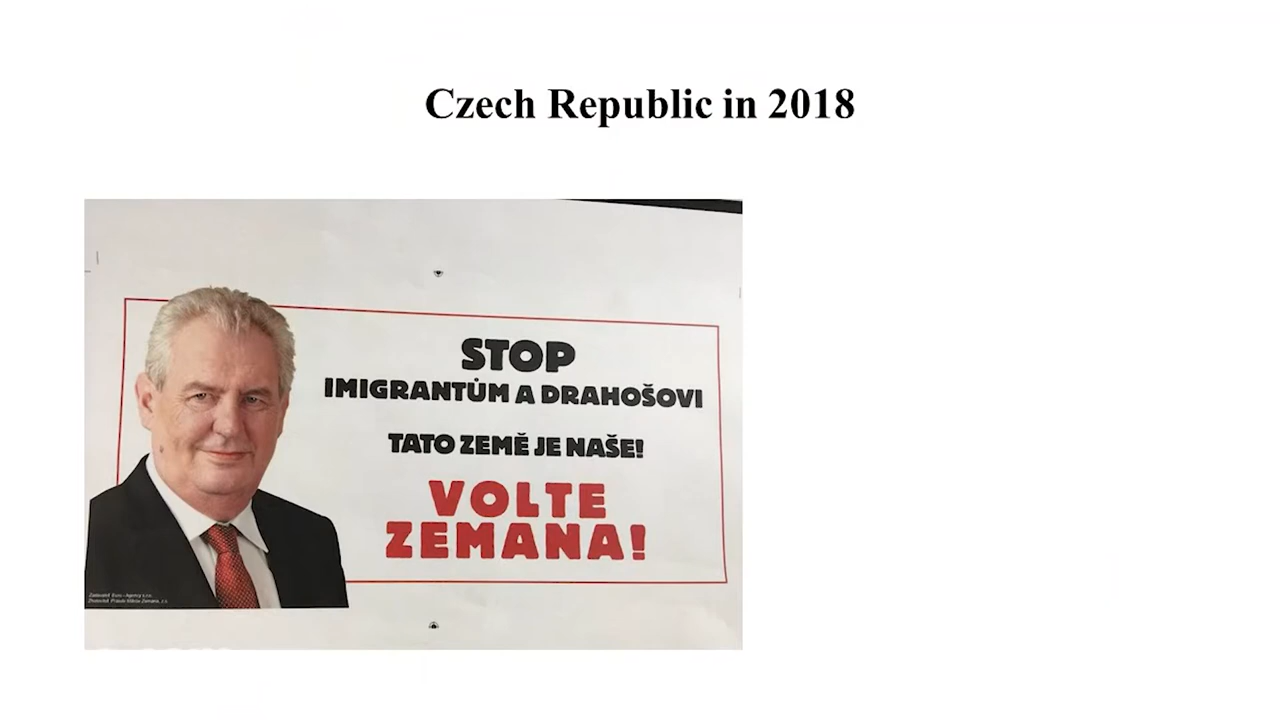 Czech Republic in 2018
STOP
IMIGRANTŮM A DRAHOŠOVI
TATO ZEMĚ JE NAŠE!
VOLTE
ZEMANA!